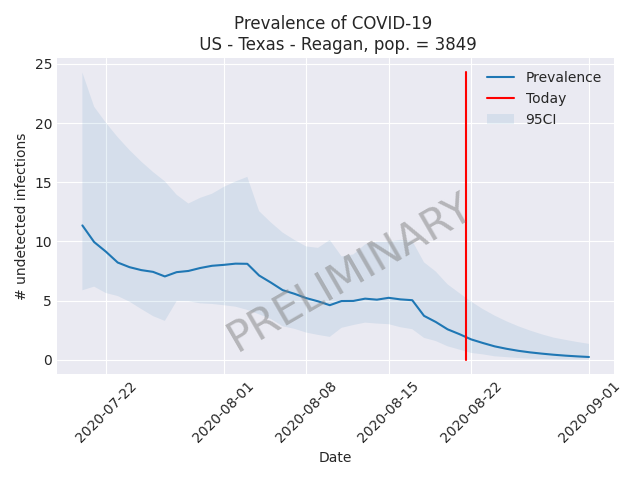 Prevalence of COVID-19
US - Texas - Reagan, pop. = 3849
# undetected infections
25
20
15
10
5
0
Prevalence
Today
95CI
PRELIMINARY
2020-07-22
2020-08-01
2020-08-08
2020-08-15
2020-08-22
2020-09-01
Date